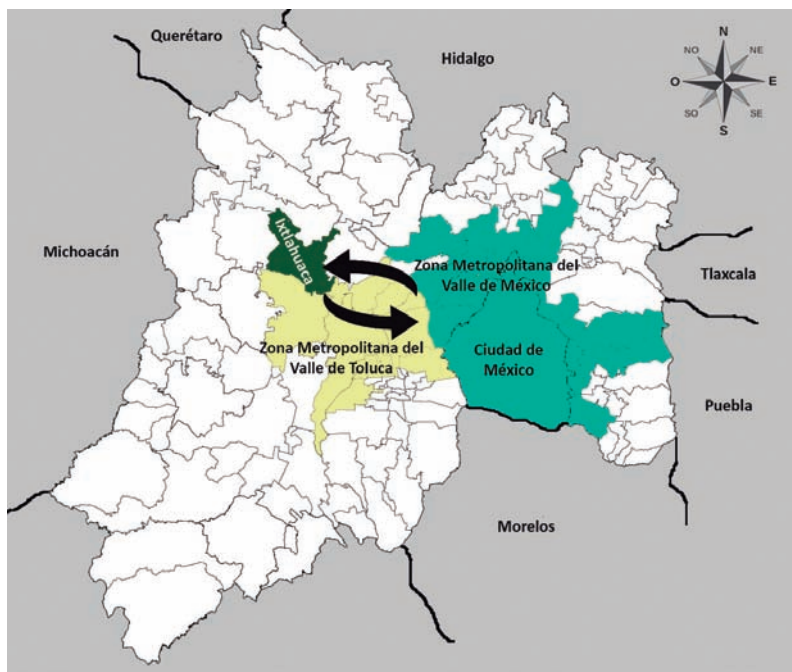 Querétaro
Hidalgo
N
NO
NE
O
E
SO
SE
S
Michoacán
Ixtlahuaca
Zona Metropolitana del
Valle de México
Tlaxcala
Zona Metropolitana del
Valle de Toluca
Ciudad de
México
Puebla
Morelos